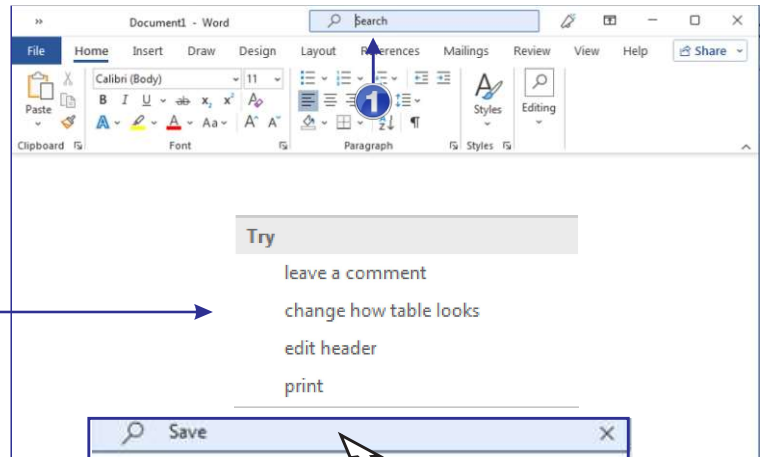 Document1 - Word
Search
File Home Insert Draw Design Layout References Mailings Review View Help Share
Calibri (Body) 11
Paste
B I U ab x₂ x² A
A A Aa A A
1
Styles
Editing
Clipboard Font Paragraph Styles
Try
leave a comment
change how table looks
edit header
print
Save